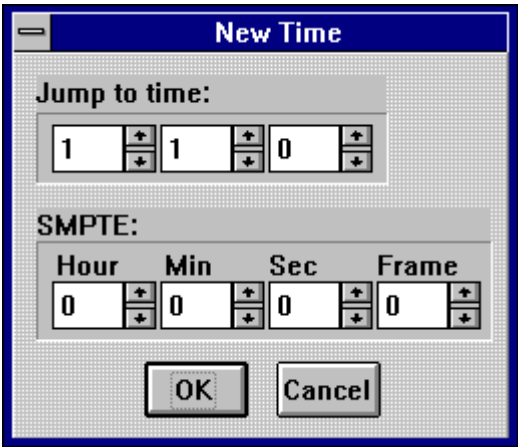 New Time
Jump to time:
1 1 0
SMPTE:
Hour Min Sec Frame
0 0 0 0
OK Cancel